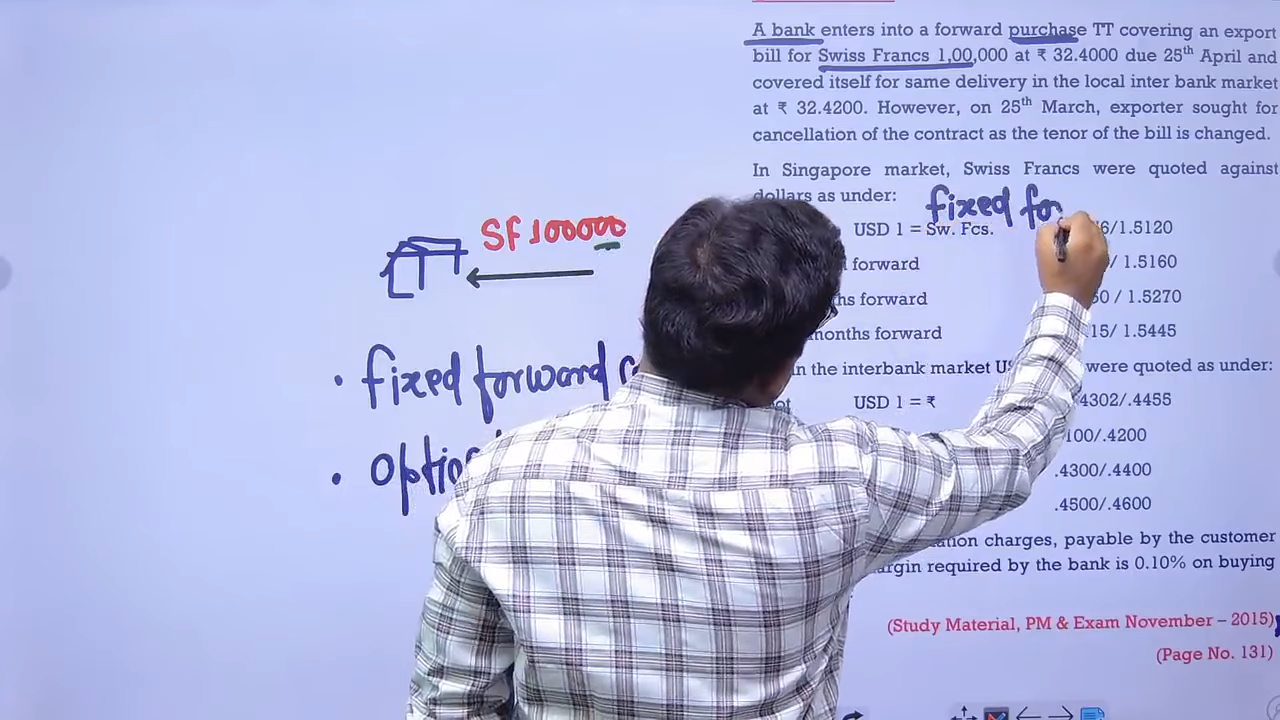 A bank enters into a forward purchase TT covering an export
bill for Swiss Francs 1,00,000 at ₹ 32.4000 due 25th April and
covered itself for same delivery in the local inter bank market
at ₹ 32.4200. However, on 25th March, exporter sought for
cancellation of the contract as the tenor of the bill is changed.
In Singapore market, Swiss Francs were quoted against
dollars as under:
fixed for
USD 1 = Sw. Fcs. 6/1.5120
forward / 1.5160
forward / 1.5270
months forward 15/ 1.5445
in the interbank market were quoted as under:
USD 1 = ₹ .4302/.4455
100/.4200
.4300/.4400
.4500/.4600
charges, payable by the customer
required by the bank is 0.10% on buying
(Study Material, PM & Exam November – 2015)
(Page No. 131)
SF 100000
• fixed forward
•